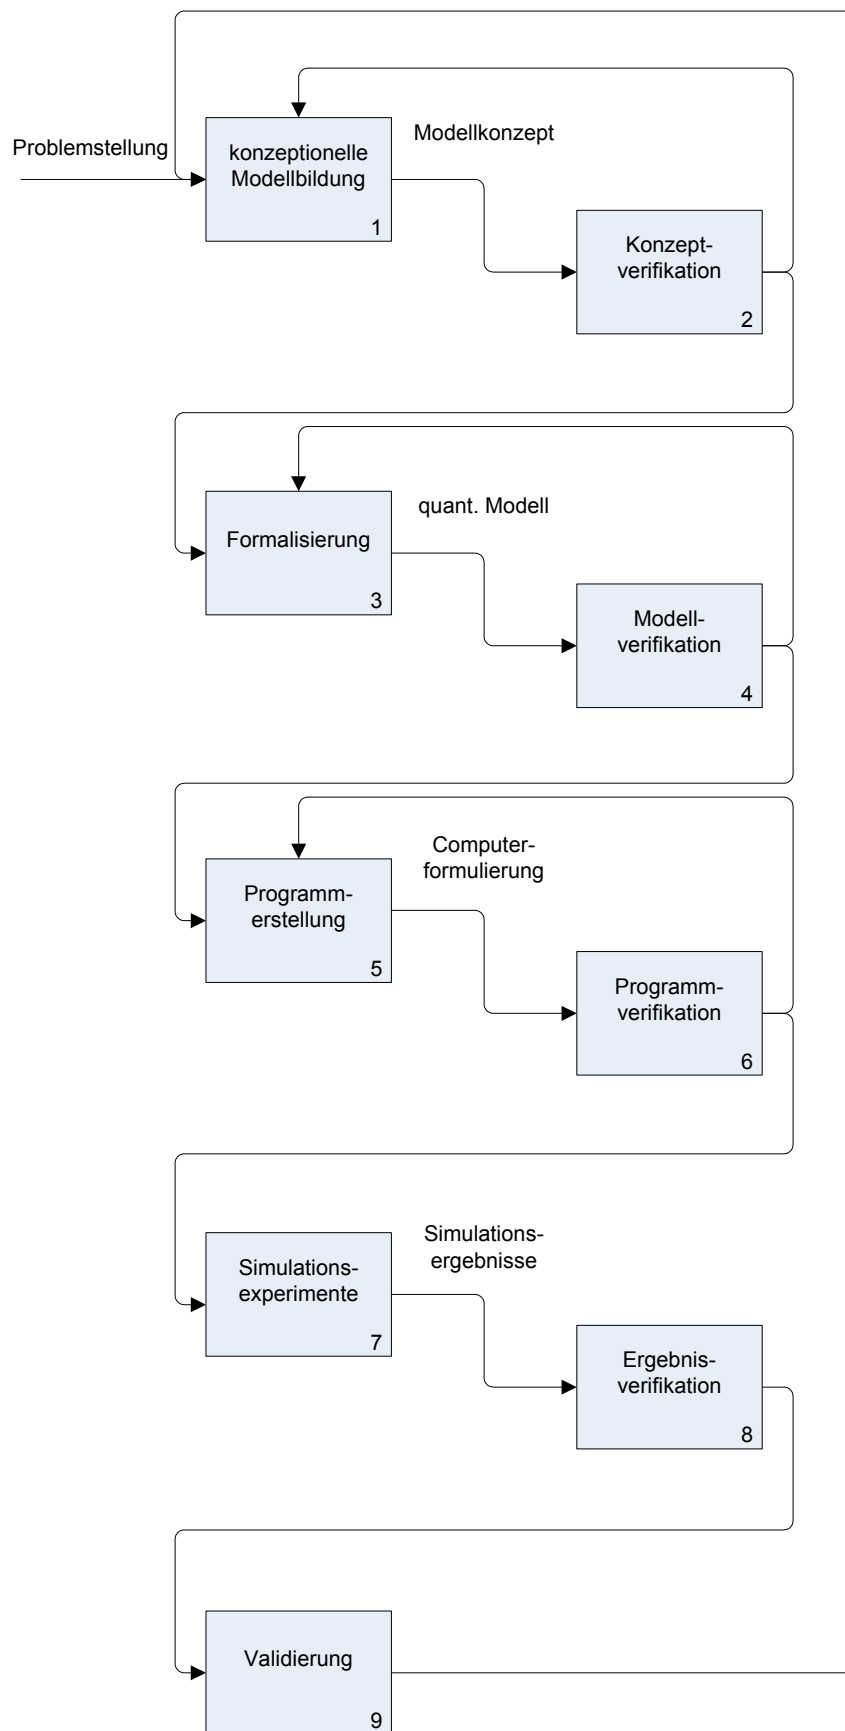 Problemstellung
konzeptionelle
Modellbildung
1
Modellkonzept
Konzept-
verifikation
2
Formalisierung
3
quant. Modell
Modell-
verifikation
4
Programm-
erstellung
5
Computer-
formulierung
Programm-
verifikation
6
Simulations-
experimente
7
Simulations-
ergebnisse
Ergebnis-
verifikation
8
Validierung
9